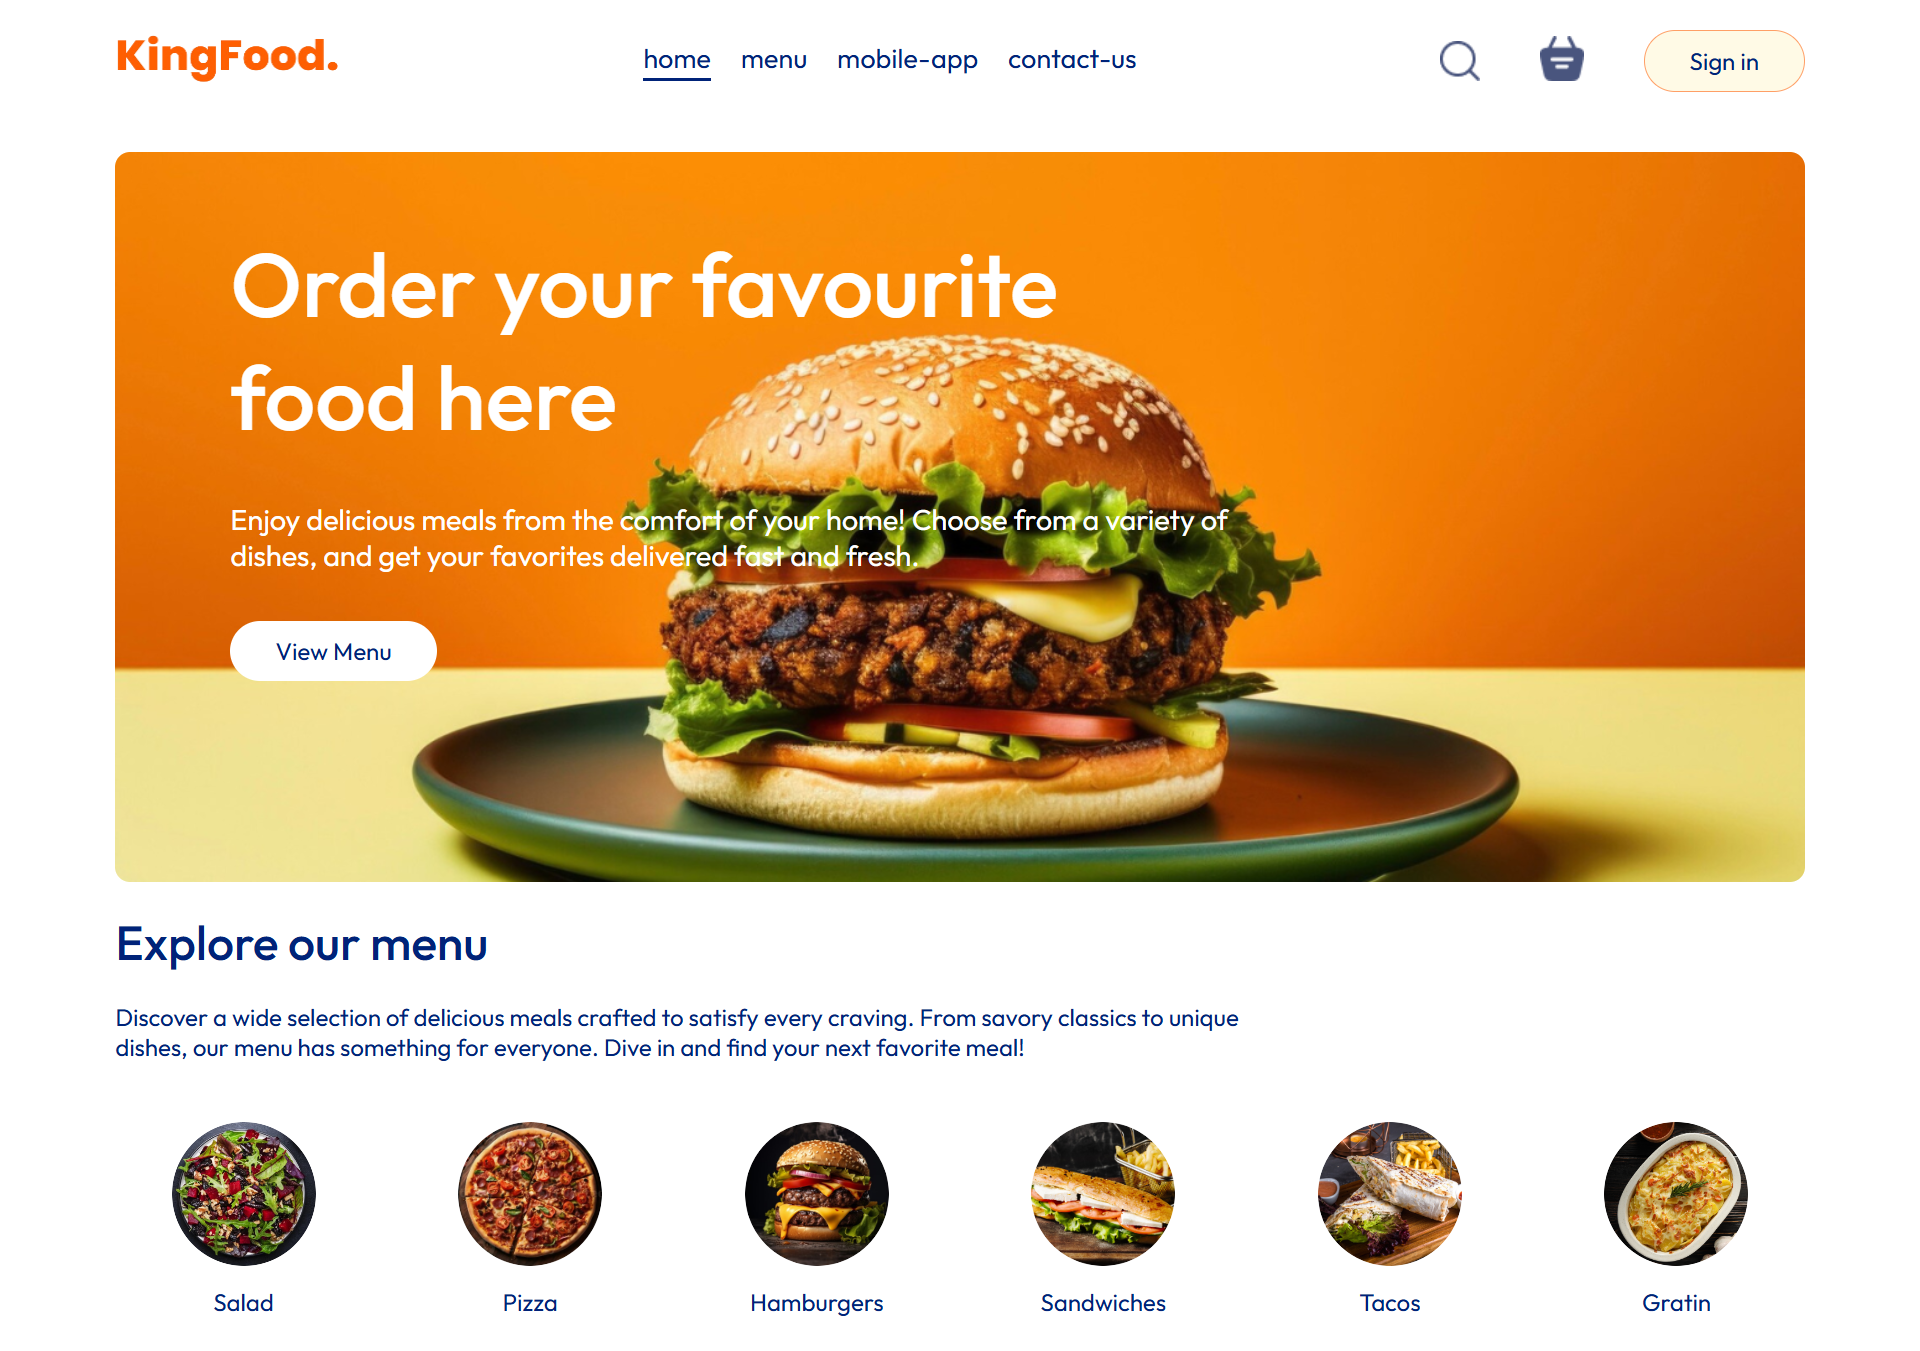 KingFood.
home menu mobile-app contact-us
Sign in
Order your favourite
food here
Enjoy delicious meals from the comfort of your home! Choose from a variety of
dishes, and get your favorites delivered fast and fresh.
View Menu
Explore our menu
Discover a wide selection of delicious meals crafted to satisfy every craving. From savory classics to unique
dishes, our menu has something for everyone. Dive in and find your next favorite meal!
Salad Pizza Hamburgers Sandwiches Tacos Gratin